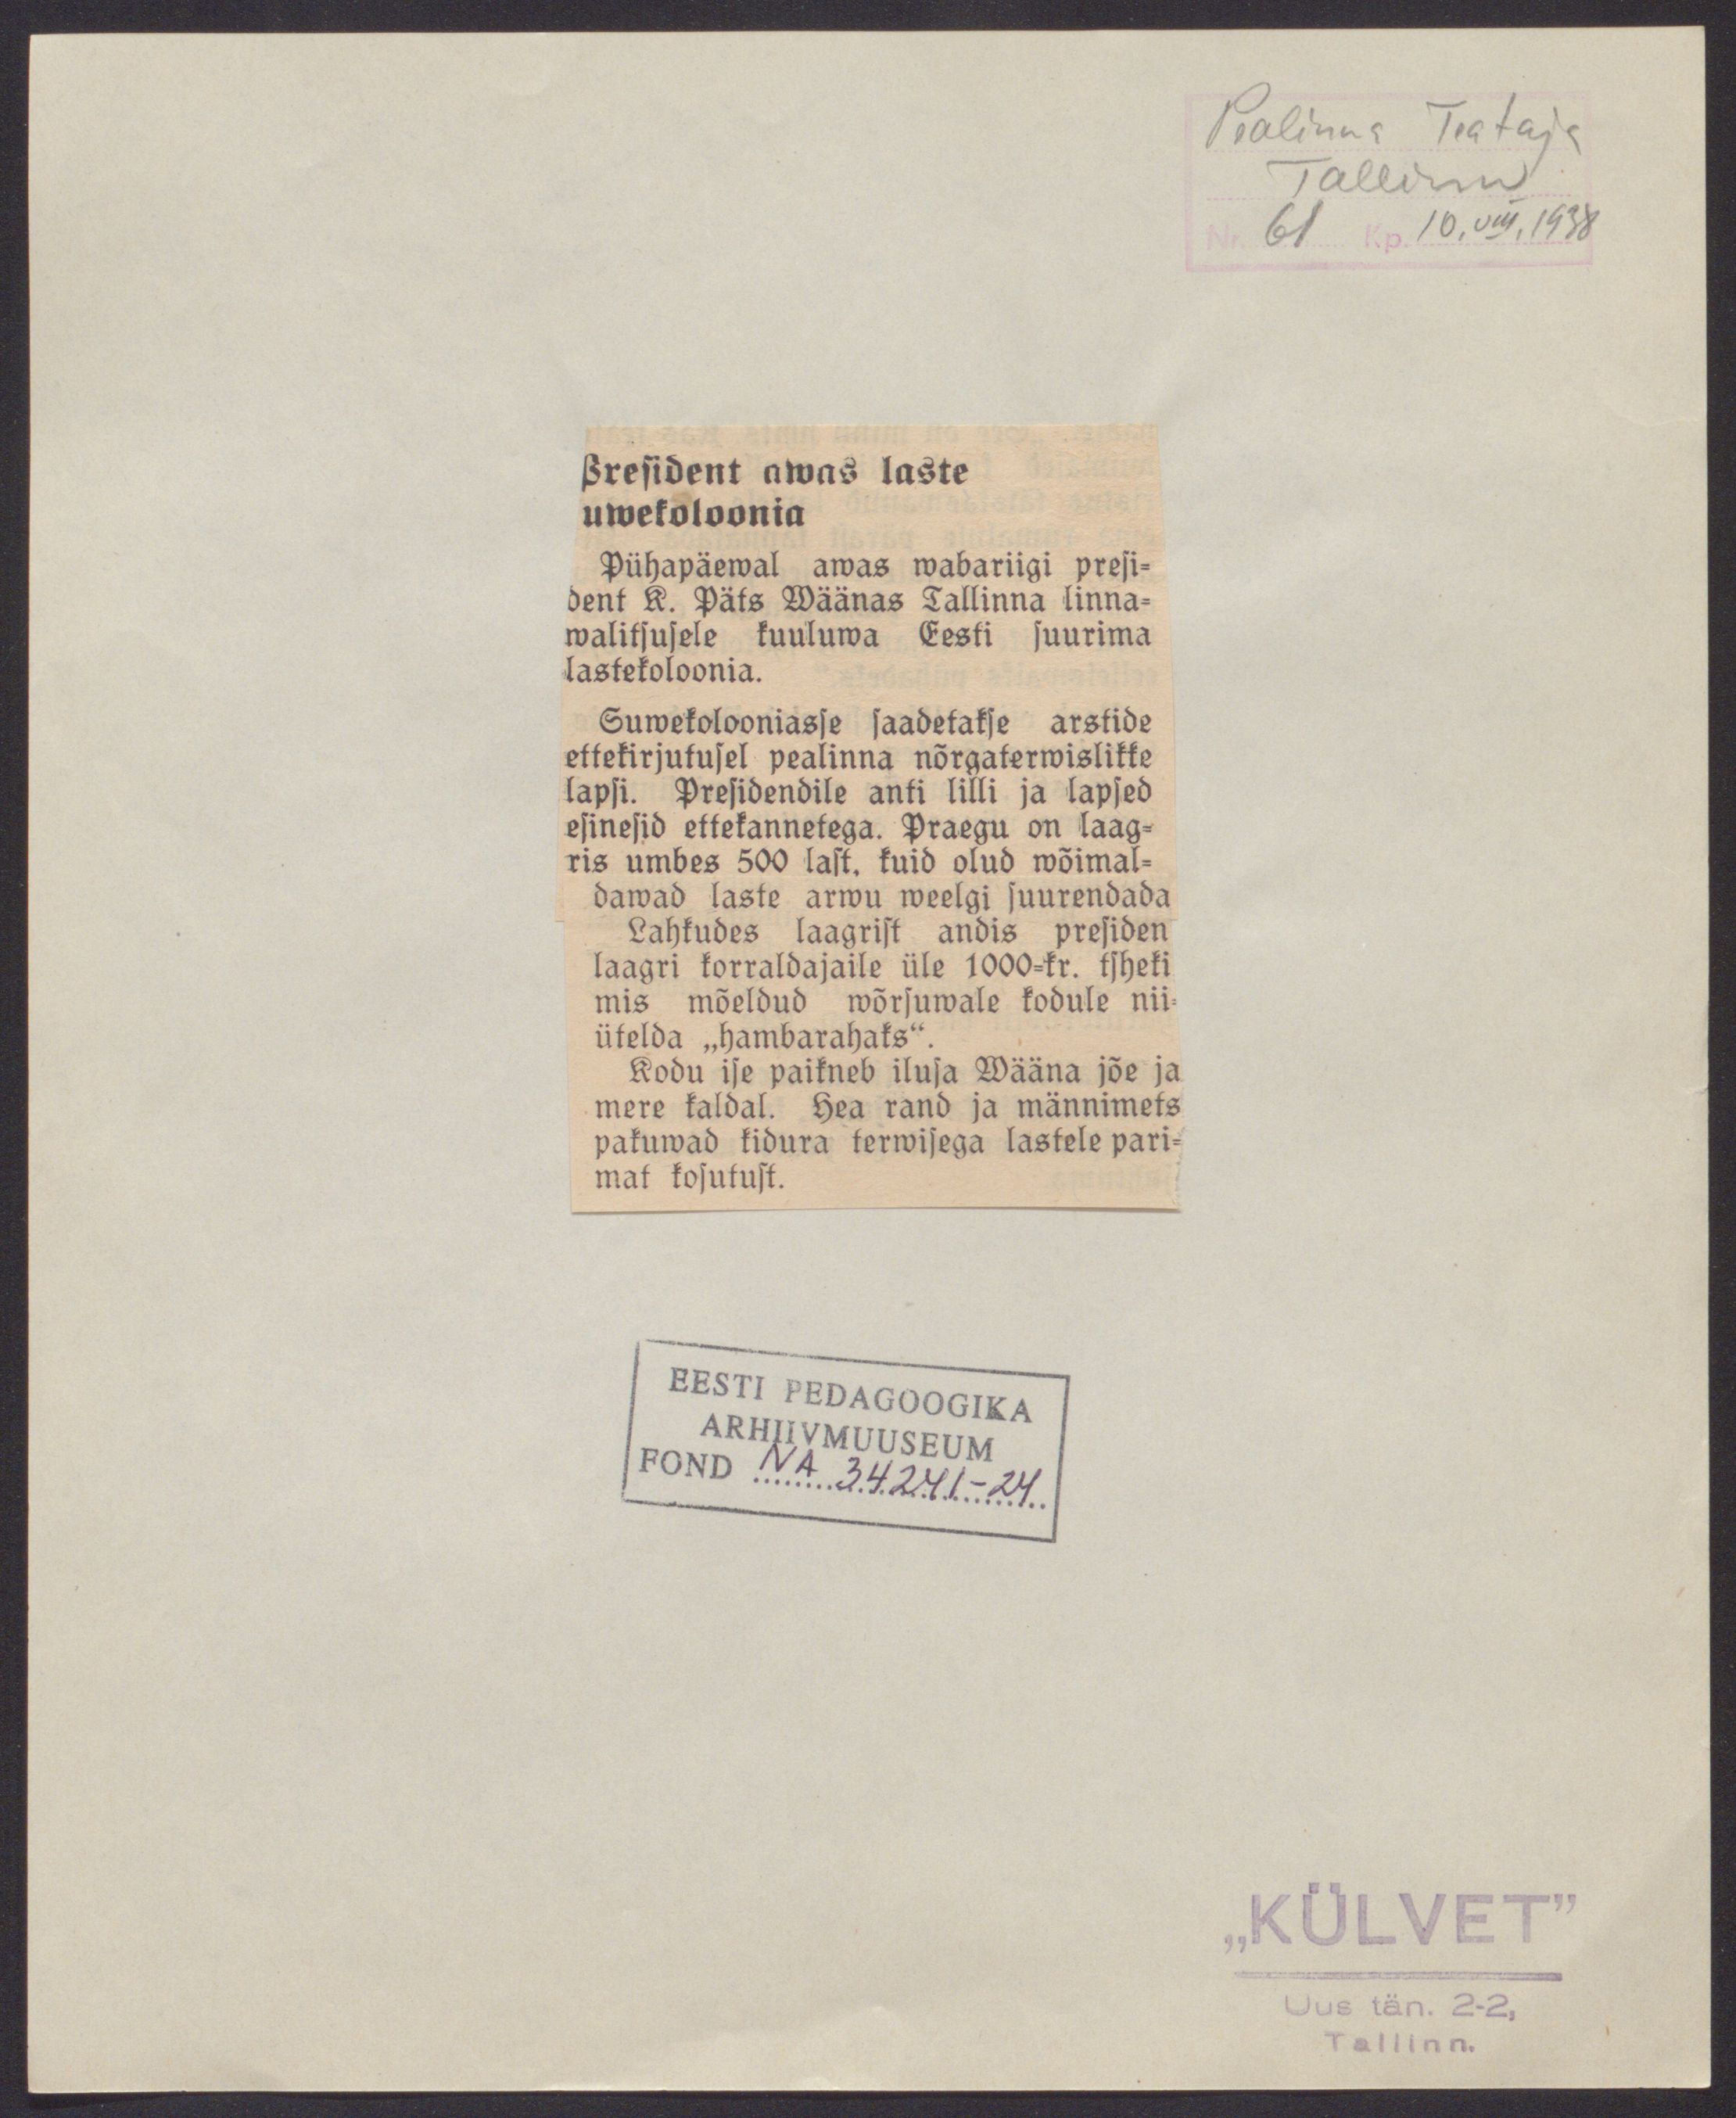 Pealinna Teataja
Tallinn
Nr. 61 Kp. 10. VIII. 1938
President awas laste
uwekoloonia
Pühapäewal awas wabariigi presi-
dent K. Päts Wäänas Tallinna linna-
walitsusele kuuluwa Eesti suurima
lastekoloonia.
Suwekolooniasse saadetakse arstide
ettekirjutusel pealinna nõrgaterwislikke
lapsi. Presidendile anti lilli ja lapsed
esinesid ettekannetega. Praegu on laag-
ris umbes 500 last, kuid olud wõimal-
dawad laste arwu weelgi suurendada
Lahkudes laagrist andis presiden
laagri korraldajaile üle 1000-kr. tsheki
mis mõeldud wõrsuwale kodule nii-
ütelda „hambarahaks“.
Kodu ise paikneb ilusa Wääna jõe ja
mere kaldal. Hea rand ja männimets
pakuwad kidura terwisega lastele pari-
mat kosutust.
EESTI PEDAGOOGIKA
ARHIIVMUUSEUM
FOND NA 34241-24
„KÜLVET”
Uus tän. 2-2,
Tallinn.